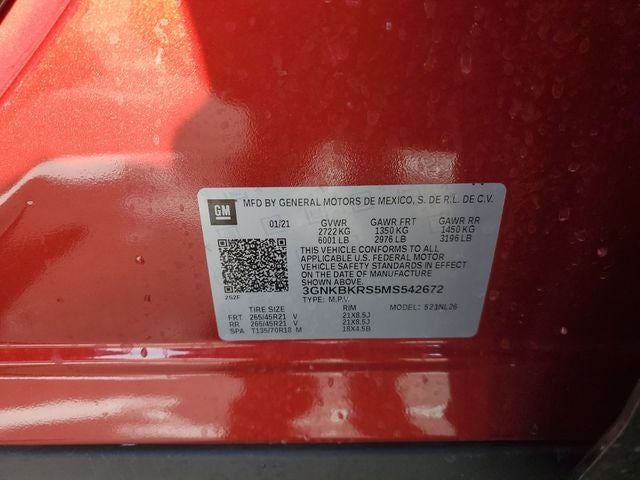 GM
MFD BY GENERAL MOTORS DE MEXICO, S. DE R.L. DE C.V.
01/21 GVWR GAWR FRT GAWR RR
2722 KG 1350 KG 1450 KG
6001 LB 2976 LB 3196 LB
THIS VEHICLE CONFORMS TO ALL
APPLICABLE U.S. FEDERAL MOTOR
VEHICLE SAFETY STANDARDS IN EFFECT
ON THE DATE OF MANUFACTURE
SHOWN ABOVE.
3GNKBKRS5MS542672
252F TYPE: M.P.V. MODEL: 521NL26
TIRE SIZE RIM
FRT 265/45R21 V 21X8.5J
RR 265/45R21 V 21X8.5J
SPA T135/70R18 M 18X4.5B